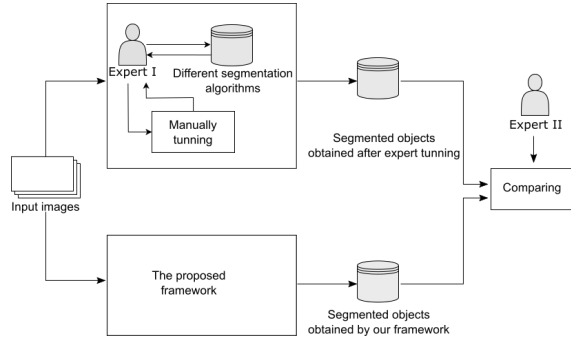 Expert I
Different segmentation
algorithms
Manually
tunning
Segmented objects
obtained after expert tunning
Expert II
Comparing
Input images
The proposed
framework
Segmented objects
obtained by our framework